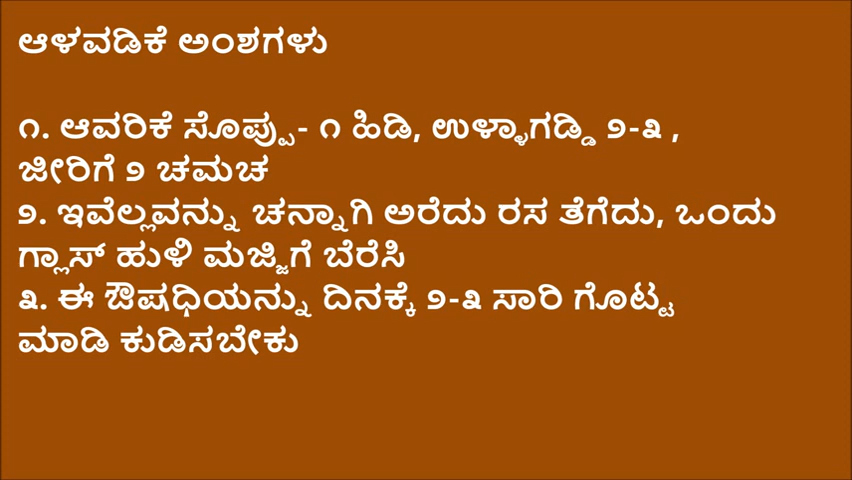 ಆಳವಡಿಕೆ ಅಂಶಗಳು
೧. ಆವರಿಕೆ ಸೊಪ್ಪು- ೧ ಹಿಡಿ, ಉಳ್ಳಾಗಡ್ಡಿ ೨-೩ ,
ಜೀರಿಗೆ ೨ ಚಮಚ
೨. ಇವೆಲ್ಲವನ್ನು ಚನ್ನಾಗಿ ಅರೆದು ರಸ ತೆಗೆದು, ಒಂದು
ಗ್ಲಾಸ್ ಹುಳಿ ಮಜ್ಜಿಗೆ ಬೆರೆಸಿ
೩. ಈ ಔಷಧಿಯನ್ನು ದಿನಕ್ಕೆ ೨-೩ ಸಾರಿ ಗೊಟ್ಟ
ಮಾಡಿ ಕುಡಿಸಬೇಕು